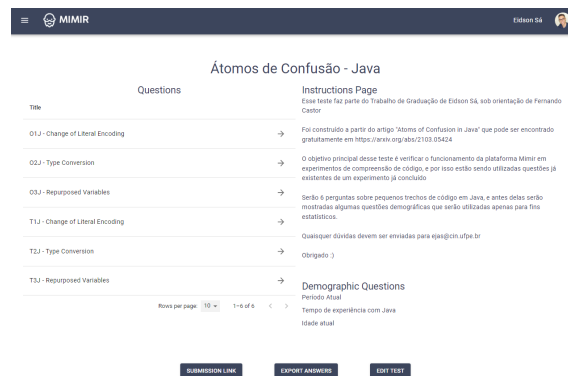 MIMIR
Eidson Sá
Átomos de Confusão - Java
Questions
Title
O1J - Change of Literal Encoding
O2J - Type Conversion
O3J - Repurposed Variables
T1J - Change of Literal Encoding
T2J - Type Conversion
T3J - Repurposed Variables
Rows per page: 10
1-6 of 6
Instructions Page
Esse teste faz parte do Trabalho de Graduação de Eidson Sá, sob orientação de Fernando
Castor
Foi construído a partir do artigo "Atoms of Confusion in Java" que pode ser encontrado
gratuitamente em https://arxiv.org/abs/2103.05424
O objetivo principal desse teste é verificar o funcionamento da plataforma Mimir em
experimentos de compreensão de código, e por isso estão sendo utilizadas questões já
existentes de um experimento já concluído
Serão 6 perguntas sobre pequenos trechos de código em Java, e antes delas serão
mostradas algumas questões demográficas que serão utilizadas apenas para fins
estatísticos.
Quaisquer dúvidas devem ser enviadas para ejas@cin.ufpe.br
Obrigado :)
Demographic Questions
Período Atual
Tempo de experiência com Java
Idade atual
SUBMISSION LINK
EXPORT ANSWERS
EDIT TEST